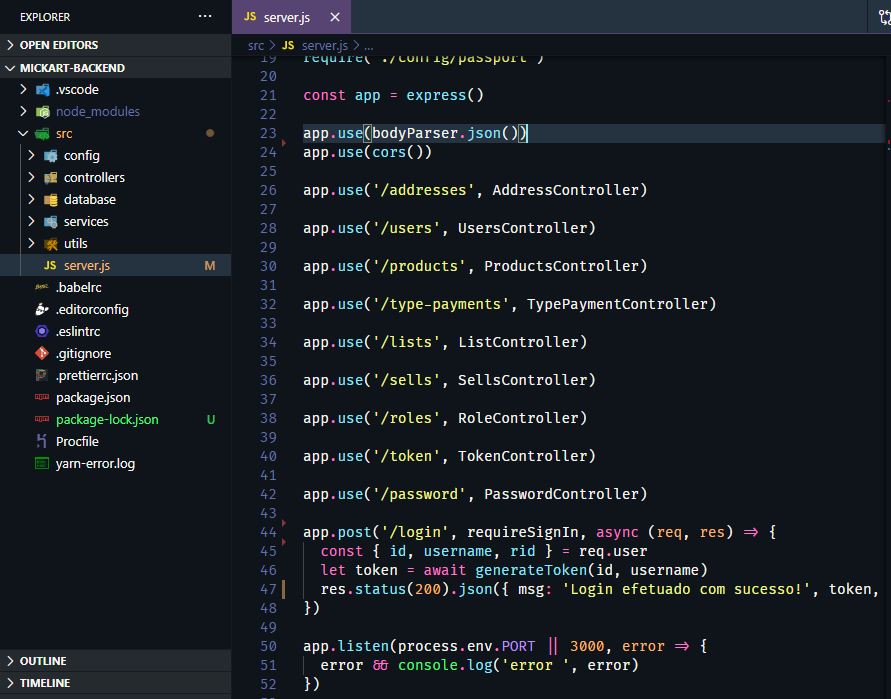 EXPLORER
OPEN EDITORS
MICKART-BACKEND
.vscode
node_modules
src
config
controllers
database
services
utils
JS server.js M
.babelrc
.editorconfig
.eslintrc
.gitignore
.prettierrc.json
package.json
package-lock.json U
Procfile
yarn-error.log
OUTLINE
TIMELINE
JS server.js
src > JS server.js > ...
19 require('./config/passport')
20
21 const app = express()
22
23 app.use(bodyParser.json())
24 app.use(cors())
25
26 app.use('/addresses', AddressController)
27
28 app.use('/users', UsersController)
29
30 app.use('/products', ProductsController)
31
32 app.use('/type-payments', TypePaymentController)
33
34 app.use('/lists', ListController)
35
36 app.use('/sells', SellsController)
37
38 app.use('/roles', RoleController)
39
40 app.use('/token', TokenController)
41
42 app.use('/password', PasswordController)
43
44 app.post('/login', requireSignIn, async (req, res) => {
45 const { id, username, rid } = req.user
46 let token = await generateToken(id, username)
47 res.status(200).json({ msg: 'Login efetuado com sucesso!', token,
48 })
49
50 app.listen(process.env.PORT || 3000, error => {
51 error && console.log('error ', error)
52 })